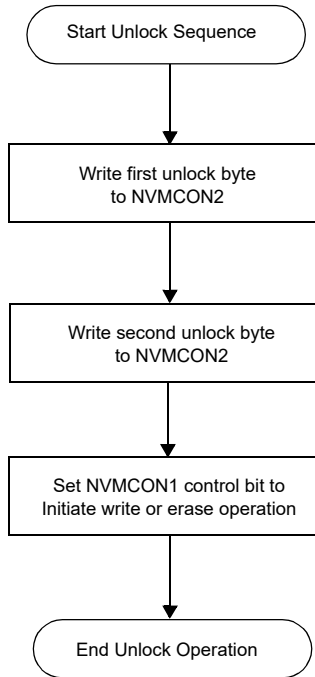 Start Unlock Sequence
Write first unlock byte
to NVMCON2
Write second unlock byte
to NVMCON2
Set NVMCON1 control bit to
Initiate write or erase operation
End Unlock Operation